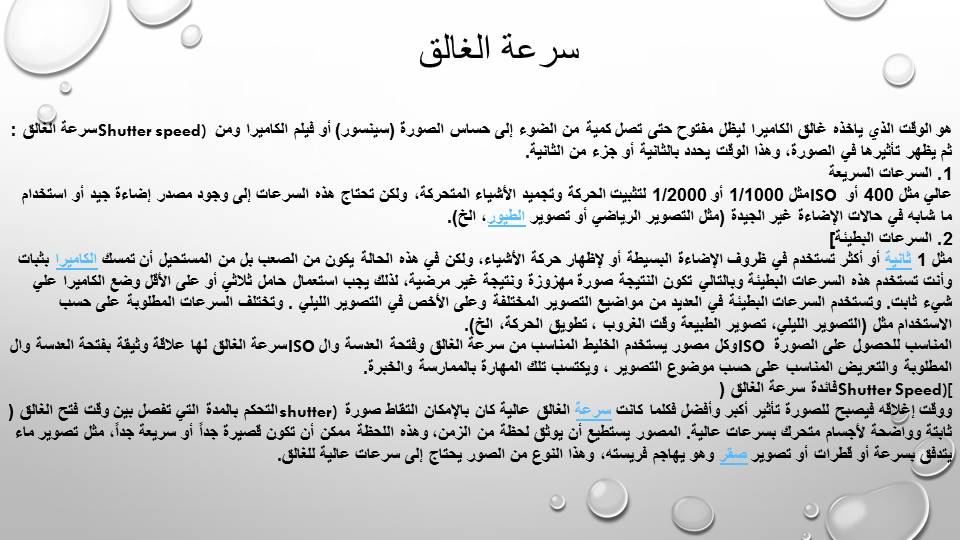 سرعة الغالق
هو الوقت الذي ياخذه غالق الكاميرا ليظل مفتوح حتى تصل كمية من الضوء إلى حساس الصورة (سينسور) أو فيلم الكاميرا ومن (Shutter speedسرعة الغالق :
ثم يظهر تأثيرها في الصورة، وهذا الوقت يحدد بالثانية أو جزء من الثانية.
1. السرعات السريعة
عالي مثل 400 أو ISOمثل 1/1000 أو 1/2000 لتثبيت الحركة وتجميد الأشياء المتحركة، ولكن تحتاج هذه السرعات إلى وجود مصدر إضاءة جيد أو استخدام
ما شابه في حالات الإضاءة غير الجيدة (مثل التصوير الرياضي أو تصوير الطيور، الخ).
2. السرعات البطيئة]
مثل 1 ثانية أو أكثر تستخدم في ظروف الإضاءة البسيطة أو لإظهار حركة الأشياء، ولكن في هذه الحالة يكون من الصعب بل من المستحيل أن تمسك الكاميرا بثبات
وأنت تستخدم هذه السرعات البطيئة وبالتالي تكون النتيجة صورة مهزوزة ونتيجة غير مرضية، لذلك يجب استعمال حامل ثلاثي أو على الأقل وضع الكاميرا علي
شيء ثابت. وتستخدم السرعات البطيئة في العديد من مواضيع التصوير المختلفة وعلى الأخص في التصوير الليلي . وتختلف السرعات المطلوبة على حسب
الاستخدام مثل (التصوير الليلي، تصوير الطبيعة وقت الغروب ، تطويق الحركة، الخ).
المناسب للحصول على الصورة ISOوكل مصور يستخدم الخليط المناسب من سرعة الغالق وفتحة العدسة وال ISOسرعة الغالق لها علاقة وثيقة بفتحة العدسة وال
المطلوبة والتعريض المناسب على حسب موضوع التصوير ، ويكتسب تلك المهارة بالممارسة والخبرة.
](Shutter Speedفائدة سرعة الغالق (
ووقت إغلاقه فيصبح للصورة تأثير أكبر وأفضل فكلما كانت سرعة الغالق عالية كان بالإمكان التقاط صورة (shutterالتحكم بالمدة التي تفصل بين وقت فتح الغالق (
ثابتة وواضحة لأجسام متحرك بسرعات عالية. المصور يستطيع أن يوثق لحظة من الزمن، وهذه اللحظة ممكن أن تكون قصيرة جداً أو سريعة جداً، مثل تصوير ماء
يتدفق بسرعة أو قطرات أو تصوير صقر وهو يهاجم فريسته، وهذا النوع من الصور يحتاج إلى سرعات عالية للغالق.